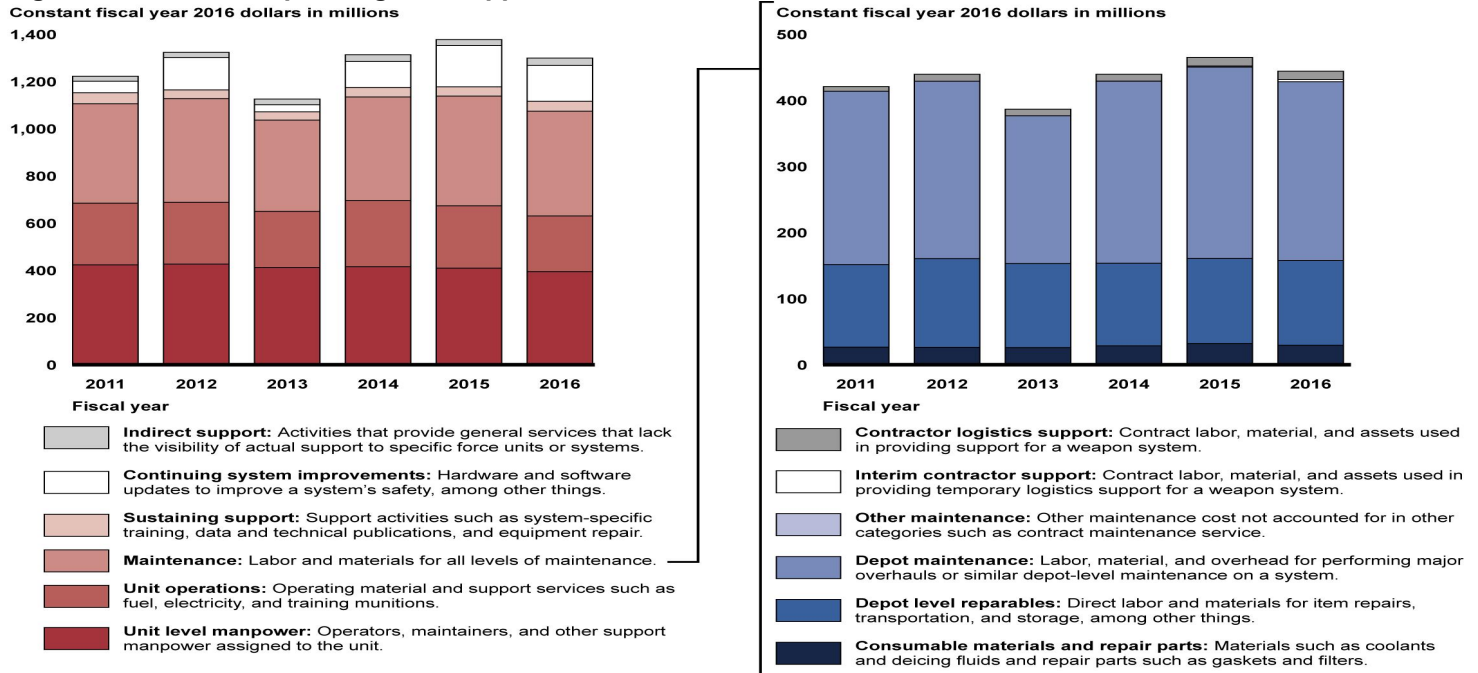 Constant fiscal year 2016 dollars in millions
1,400
1,200
1,000
800
600
400
200
0
2011 2012 2013 2014 2015 2016
Fiscal year
Indirect support: Activities that provide general services that lack
the visibility of actual support to specific force units or systems.
Continuing system improvements: Hardware and software
updates to improve a system's safety, among other things.
Sustaining support: Support activities such as system-specific
training, data and technical publications, and equipment repair.
Maintenance: Labor and materials for all levels of maintenance.
Unit operations: Operating material and support services such as
fuel, electricity, and training munitions.
Unit level manpower: Operators, maintainers, and other support
manpower assigned to the unit.
Constant fiscal year 2016 dollars in millions
500
400
300
200
100
0
2011 2012 2013 2014 2015 2016
Fiscal year
Contractor logistics support: Contract labor, material, and assets used
in providing support for a weapon system.
Interim contractor support: Contract labor, material, and assets used in
providing temporary logistics support for a weapon system.
Other maintenance: Other maintenance cost not accounted for in other
categories such as contract maintenance service.
Depot maintenance: Labor, material, and overhead for performing major
overhauls or similar depot-level maintenance on a system.
Depot level reparables: Direct labor and materials for item repairs,
transportation, and storage, among other things.
Consumable materials and repair parts: Materials such as coolants
and deicing fluids and repair parts such as gaskets and filters.